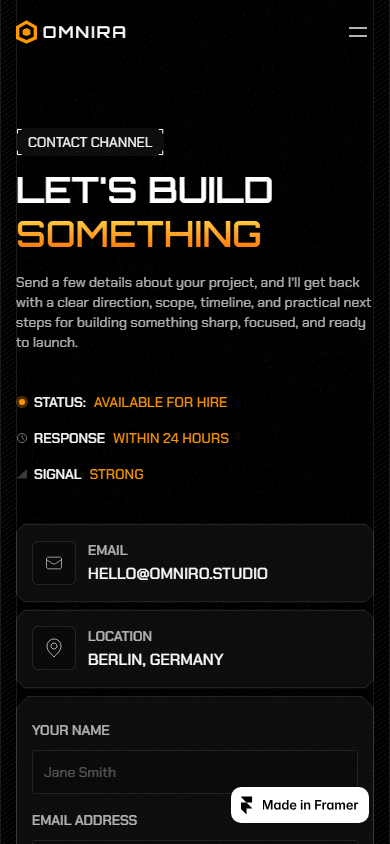 OMNIRA
CONTACT CHANNEL
LET'S BUILD
SOMETHING
Send a few details about your project, and I'll get back
with a clear direction, scope, timeline, and practical next
steps for building something sharp, focused, and ready
to launch.
STATUS: AVAILABLE FOR HIRE
RESPONSE WITHIN 24 HOURS
SIGNAL STRONG
EMAIL
HELLO@OMNIRO.STUDIO
LOCATION
BERLIN, GERMANY
YOUR NAME
Jane Smith
Made in Framer
EMAIL ADDRESS